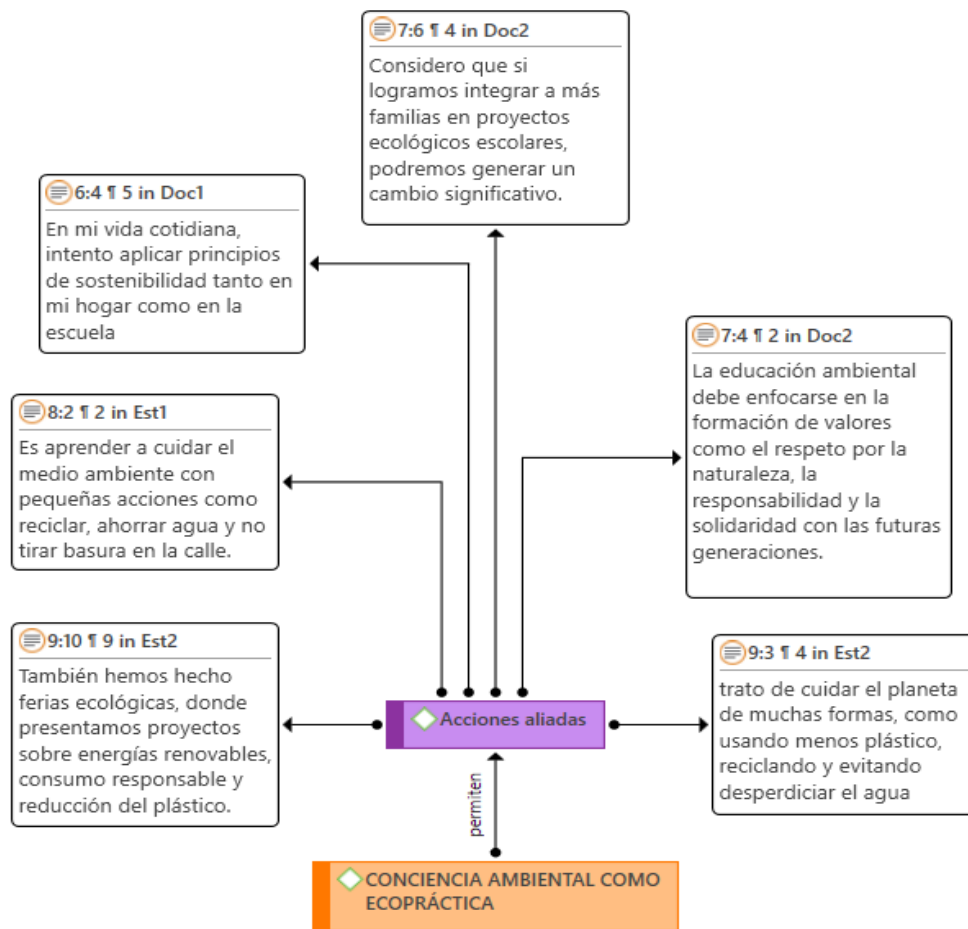 7:6 ¶ 4 in Doc2
Considero que si
logramos integrar a más
familias en proyectos
ecológicos escolares,
podremos generar un
cambio significativo.
6:4 ¶ 5 in Doc1
En mi vida cotidiana,
intento aplicar principios
de sostenibilidad tanto en
mi hogar como en la
escuela
7:4 ¶ 2 in Doc2
La educación ambiental
debe enfocarse en la
formación de valores
como el respeto por la
naturaleza, la
responsabilidad y la
solidaridad con las futuras
generaciones.
8:2 ¶ 2 in Est1
Es aprender a cuidar el
medio ambiente con
pequeñas acciones como
reciclar, ahorrar agua y no
tirar basura en la calle.
9:10 ¶ 9 in Est2
También hemos hecho
ferias ecológicas, donde
presentamos proyectos
sobre energías renovables,
consumo responsable y
reducción del plástico.
9:3 ¶ 4 in Est2
trato de cuidar el planeta
de muchas formas, como
usando menos plástico,
reciclando y evitando
desperdiciar el agua
Acciones aliadas
permiten
CONCIENCIA AMBIENTAL COMO
ECOPRÁCTICA